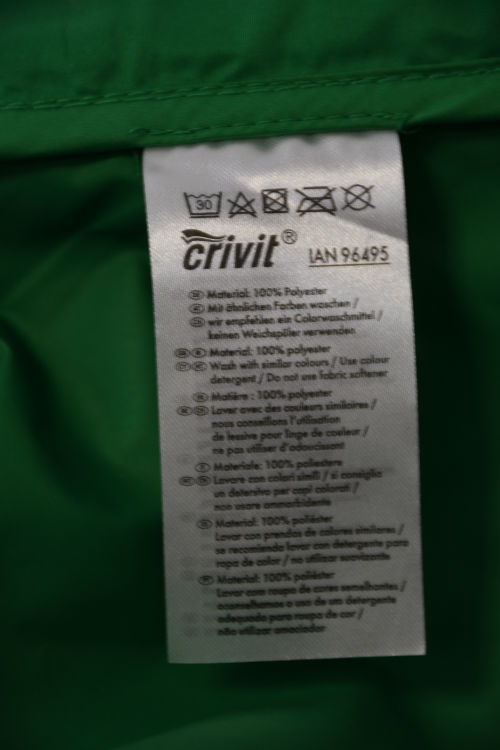 30
crivit®
IAN 96495
DE Material: 100% Polyester
Mit ähnlichen Farben waschen /
wir empfehlen ein Colorwaschmittel /
keinen Weichspüler verwenden
Material: 100% polyester
Wash with similar colours / Use colour
detergent / Do not use fabric softener
Matière : 100% polyester
Laver avec des couleurs similaires /
nous conseillons l'utilisation
de lessive pour linge de couleur /
ne pas utiliser d'adoucissant
Materiale: 100% poliestere
Lavare con colori simili / si consiglia
un detersivo per capi colorati /
non usare ammorbidente
ES Material: 100% poliéster
Lavar con prendas de colores similares /
se recomienda lavar con detergente para
ropa de color / no utilizar suavizante
PT Material: 100% poliéster
Lavar com roupa de cores semelhantes /
aconselhamos o uso de um detergente
adequado para roupa de cor /
não utilizar amaciador